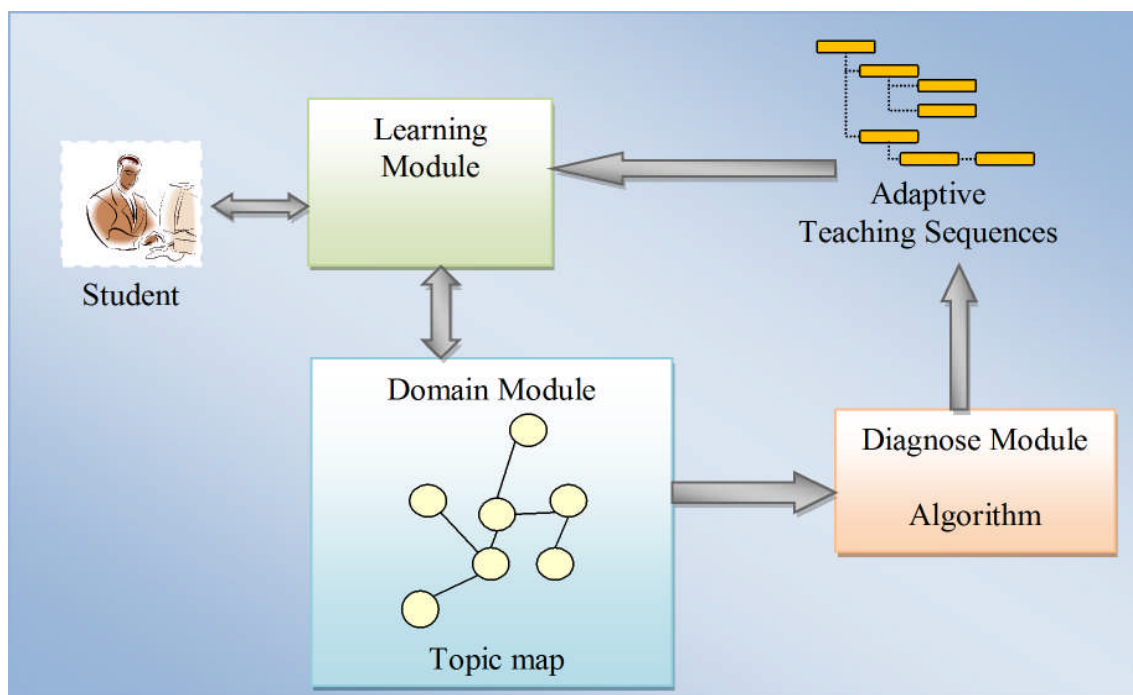 Learning
Module
Student
Adaptive
Teaching Sequences
Domain Module
Topic map
Diagnose Module
Algorithm